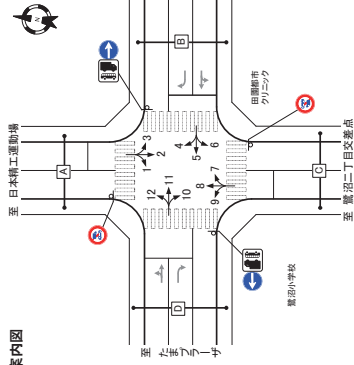 案内図
至 日本精工運動場
至 たまプラーザ
至 鷺沼二丁目交差点
田園都市
クリニック
鷺沼小学校
A
B
C
D
1
2
3
4
5
6
7
8
9
10
11
12